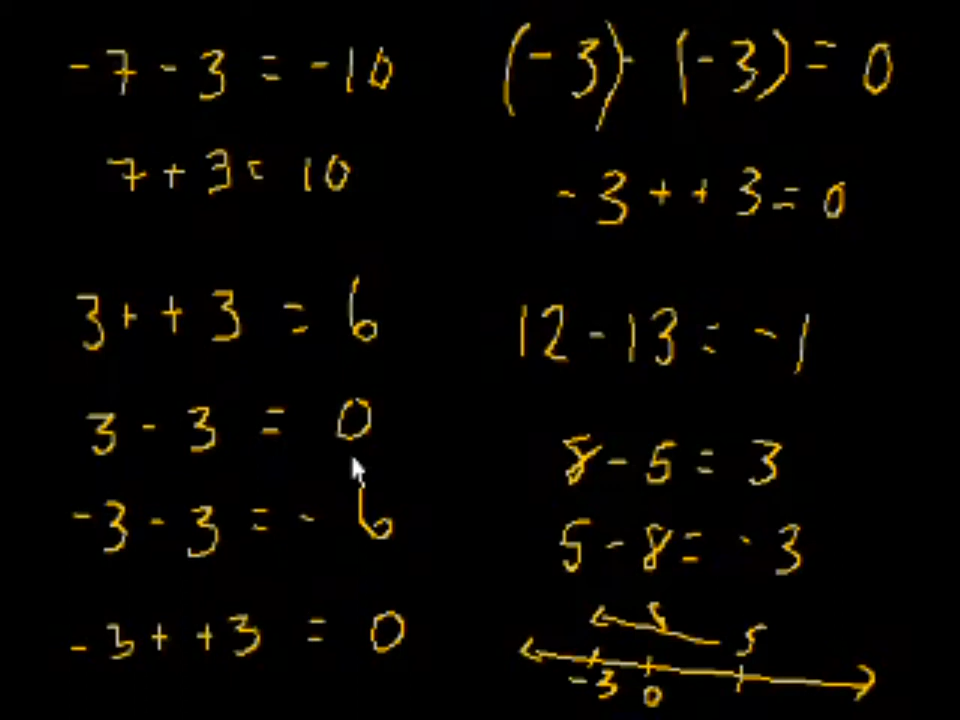 -7 - 3 = -10
7 + 3 = 10
3 + + 3 = 6
3 - 3 = 0
-3 - 3 = -6
-3 + +3 = 0
(-3) - (-3) = 0
-3 + +3 = 0
12 - 13 = -1
8 - 5 = 3
5 - 8 = -3
8 5
-3 0